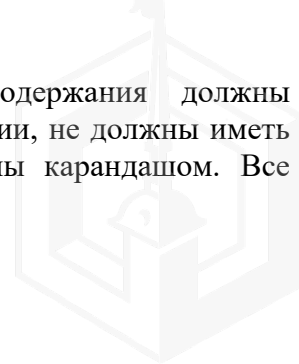 одержания должны
ии, не должны иметь
ны карандашом. Все